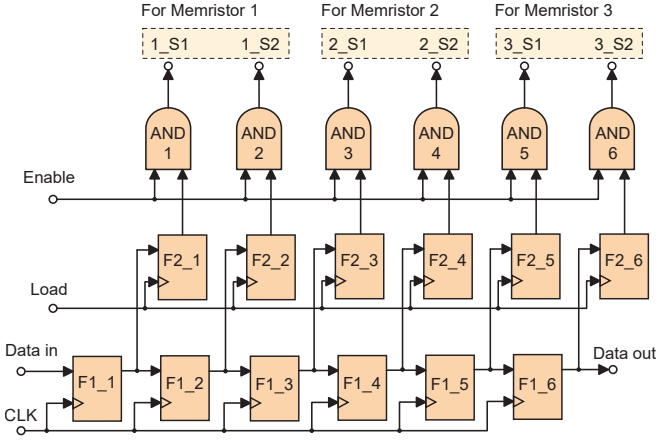 For Memristor 1 For Memristor 2 For Memristor 3
1_S1 1_S2 2_S1 2_S2 3_S1 3_S2
AND 1 AND 2 AND 3 AND 4 AND 5 AND 6
Enable
F2_1 F2_2 F2_3 F2_4 F2_5 F2_6
Load
Data in Data out
F1_1 F1_2 F1_3 F1_4 F1_5 F1_6
CLK